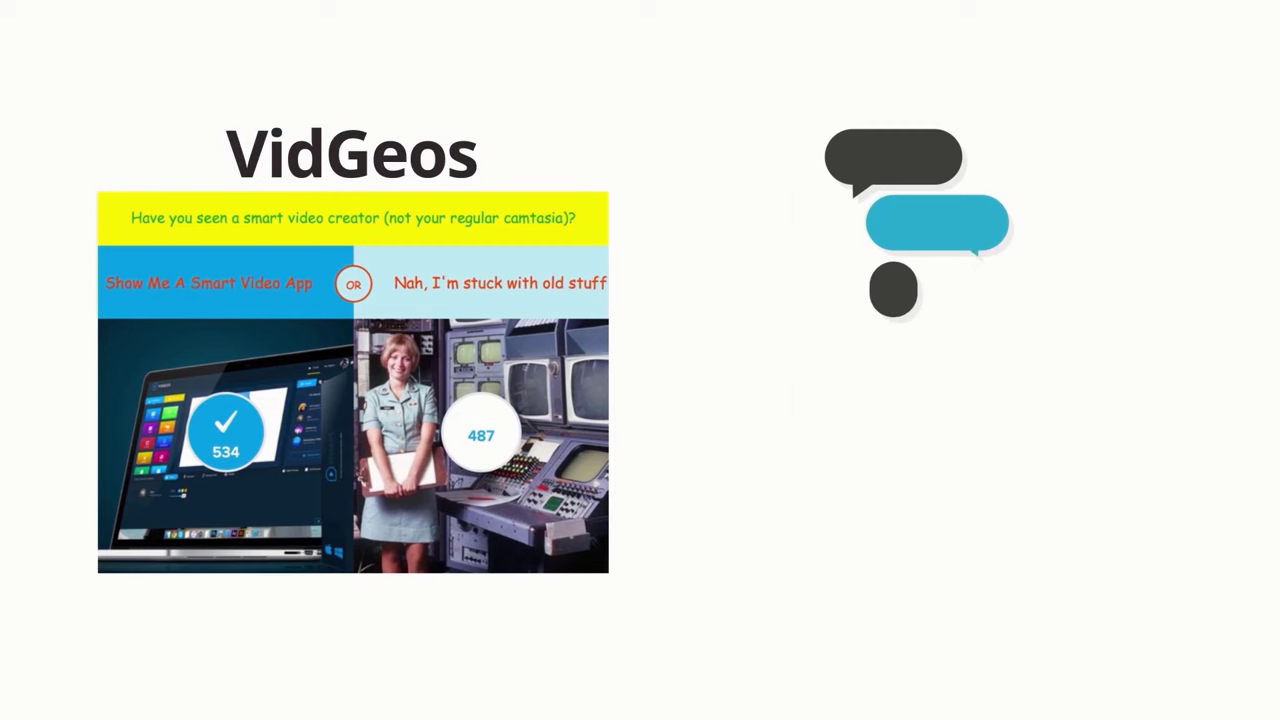 VidGeos
Have you seen a smart video creator (not your regular camtasia)?
Show Me A Smart Video App
OR
Nah, I'm stuck with old stuff
534
487